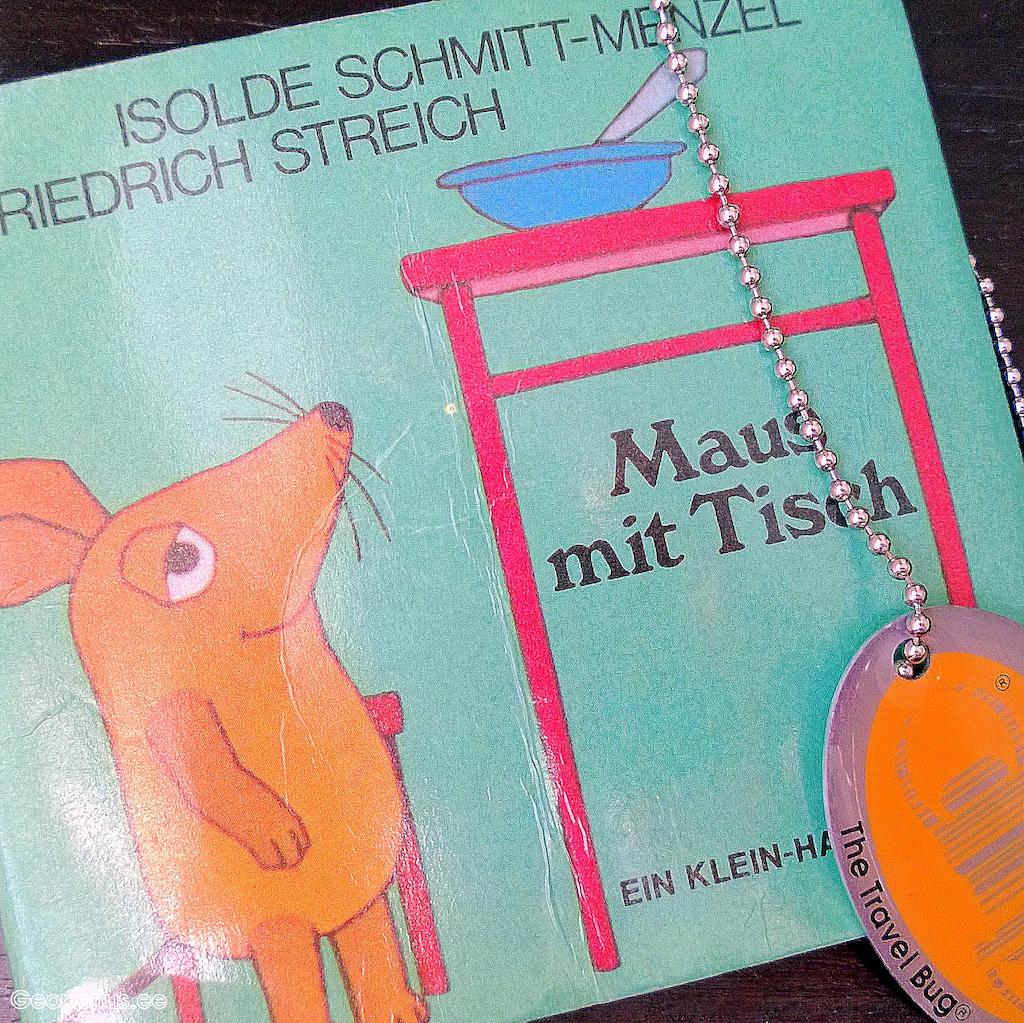 ISOLDE SCHMITT-MENZEL
RIEDRICH STREICH
Maus
mit Tisch
EIN KLEIN-HA
The Travel Bug®
®
Geopeitus.ee